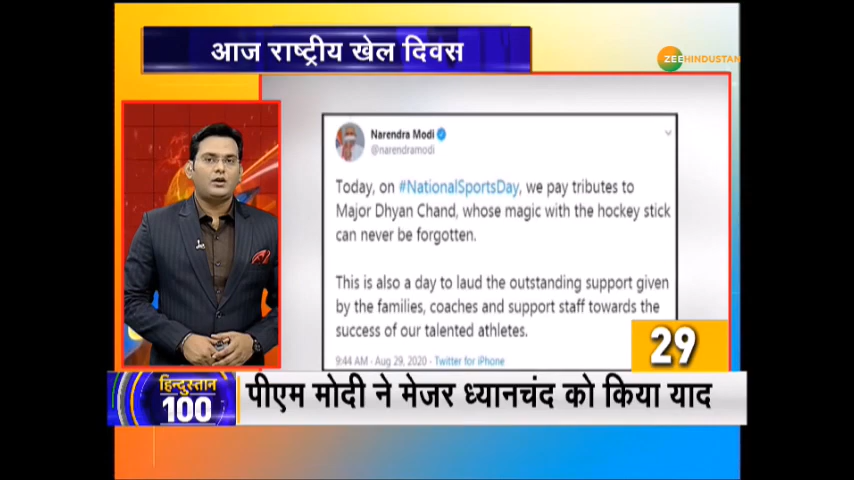 आज राष्ट्रीय खेल दिवस
ZEE HINDUSTAN
Narendra Modi
@narendramodi
Today, on #NationalSportsDay, we pay tributes to
Major Dhyan Chand, whose magic with the hockey stick
can never be forgotten.
This is also a day to laud the outstanding support given
by the families, coaches and support staff towards the
success of our talented athletes.
9:44 AM - Aug 29, 2020 - Twitter for iPhone
29
हिन्दुस्तान
100
पीएम मोदी ने मेजर ध्यानचंद को किया याद